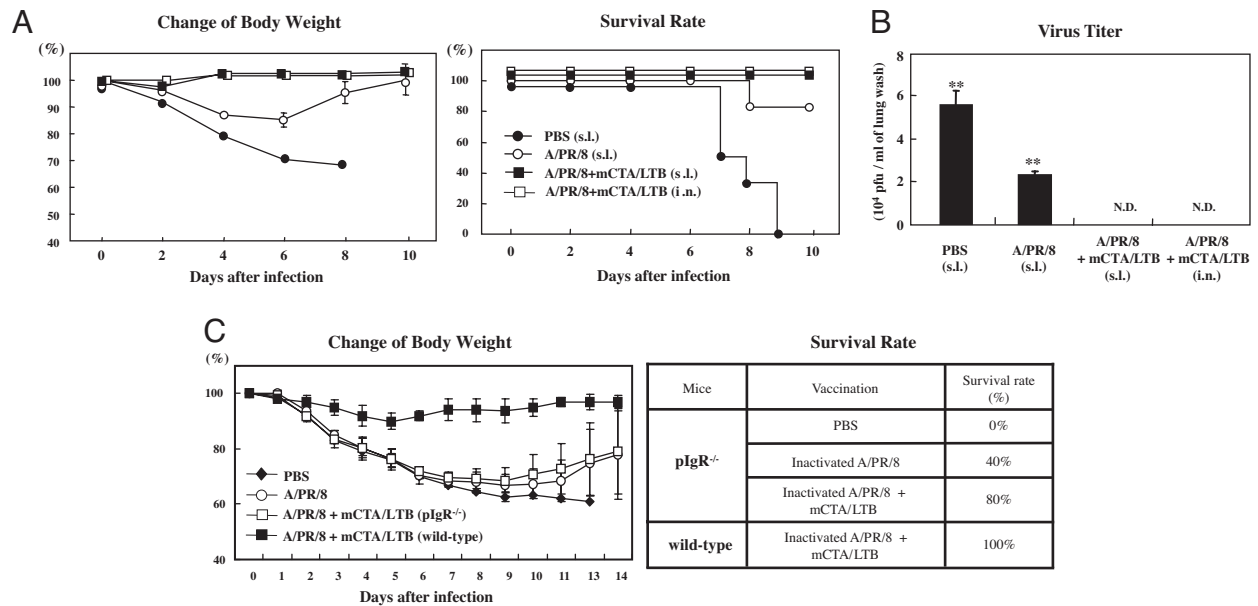 A
Change of Body Weight
(%)
100
90
80
70
60
50
40
0 2 4 6 8 10
Days after infection
Survival Rate
(%)
100
80
60
40
20
0
PBS (s.l.)
A/PR/8 (s.l.)
A/PR/8+mCTA/LTB (s.l.)
A/PR/8+mCTA/LTB (i.n.)
0 2 4 6 8 10
Days after infection
B
Virus Titer
(10⁴ pfu / ml of lung wash)
8
6
4
2
0
**
**
N.D.
N.D.
PBS
(s.l.)
A/PR/8
(s.l.)
A/PR/8
+ mCTA/LTB
(s.l.)
A/PR/8
+ mCTA/LTB
(i.n.)
C
Change of Body Weight
(%)
100
80
60
40
PBS
A/PR/8
A/PR/8 + mCTA/LTB (pIgR⁻/⁻)
A/PR/8 + mCTA/LTB (wild-type)
0 1 2 3 4 5 6 7 8 9 10 11 13 14
Days after infection
Survival Rate
Mice Vaccination Survival rate
(%)
pIgR⁻/⁻
PBS 0%
Inactivated A/PR/8 40%
Inactivated A/PR/8 +
mCTA/LTB
80%
wild-type
Inactivated A/PR/8 +
mCTA/LTB
100%